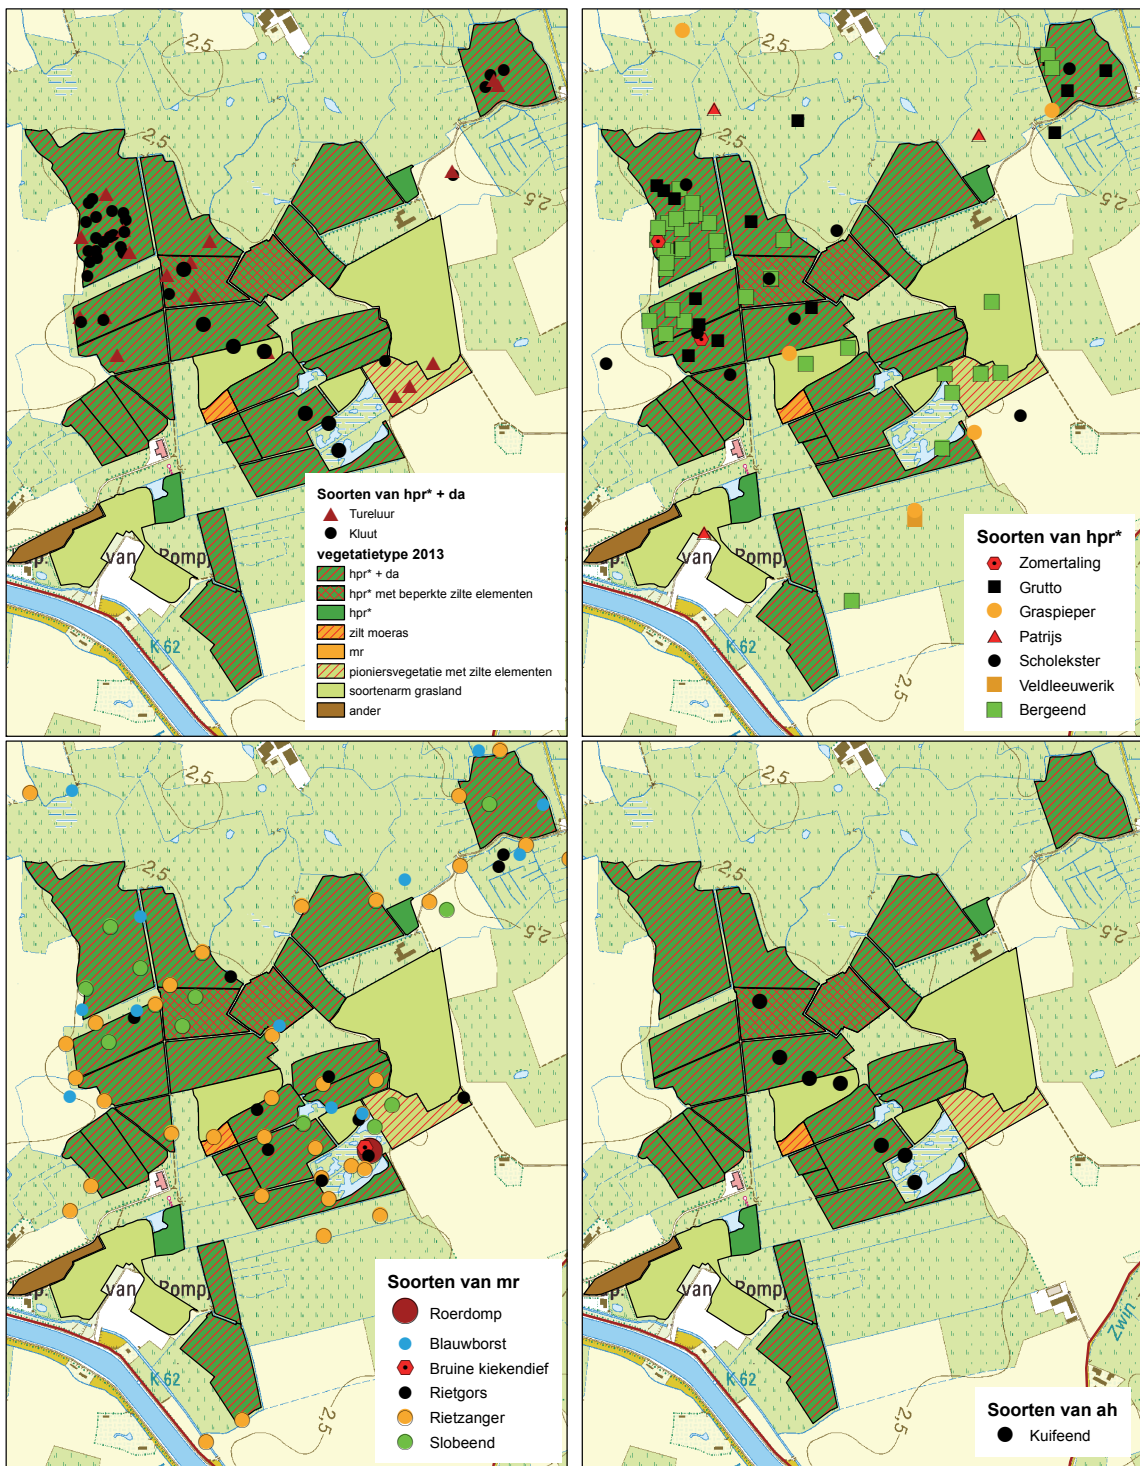 2,5
2,5
2,5
p.
van
Romp
K 62
Soorten van hpr* + da
Tureluur
Kluut
vegetatietype 2013
hpr* + da
hpr* met beperkte zilte elementen
hpr*
zilt moeras
mr
pioniersvegetatie met zilte elementen
soortenarm grasland
ander
2,5
2,5
2,5
2,5
p.
van
Pomp,
K 62
Soorten van hpr*
Zomertaling
Grutto
Graspieper
Patrijs
Scholekster
Veldleeuwerik
Bergeend
2,5
2,5
2,5
2,5
p.
van
Pomp,
K 62
Soorten van mr
Roerdomp
Blauwborst
Bruine kiekendief
Rietgors
Rietzanger
Slobeend
2,5
2,5
2,5
2,5
p.
van
Pomp,
K 62
Zwin
Soorten van ah
Kuifeend